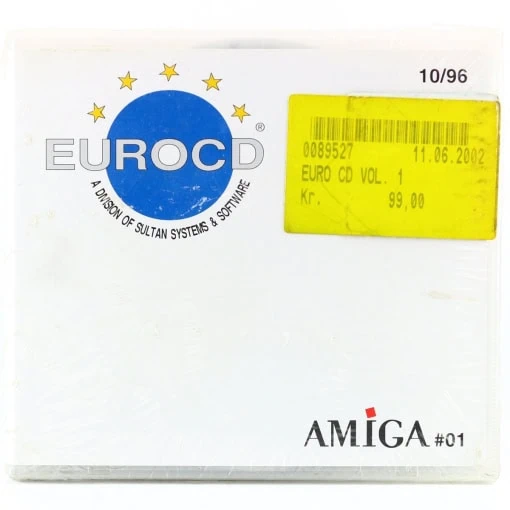 10/96
EUROCD®
A DIVISION OF SULTAN SYSTEMS & SOFTWARE
0089527 11.06.2002
EURO CD VOL. 1
Kr. 99,00
AMIGA #01